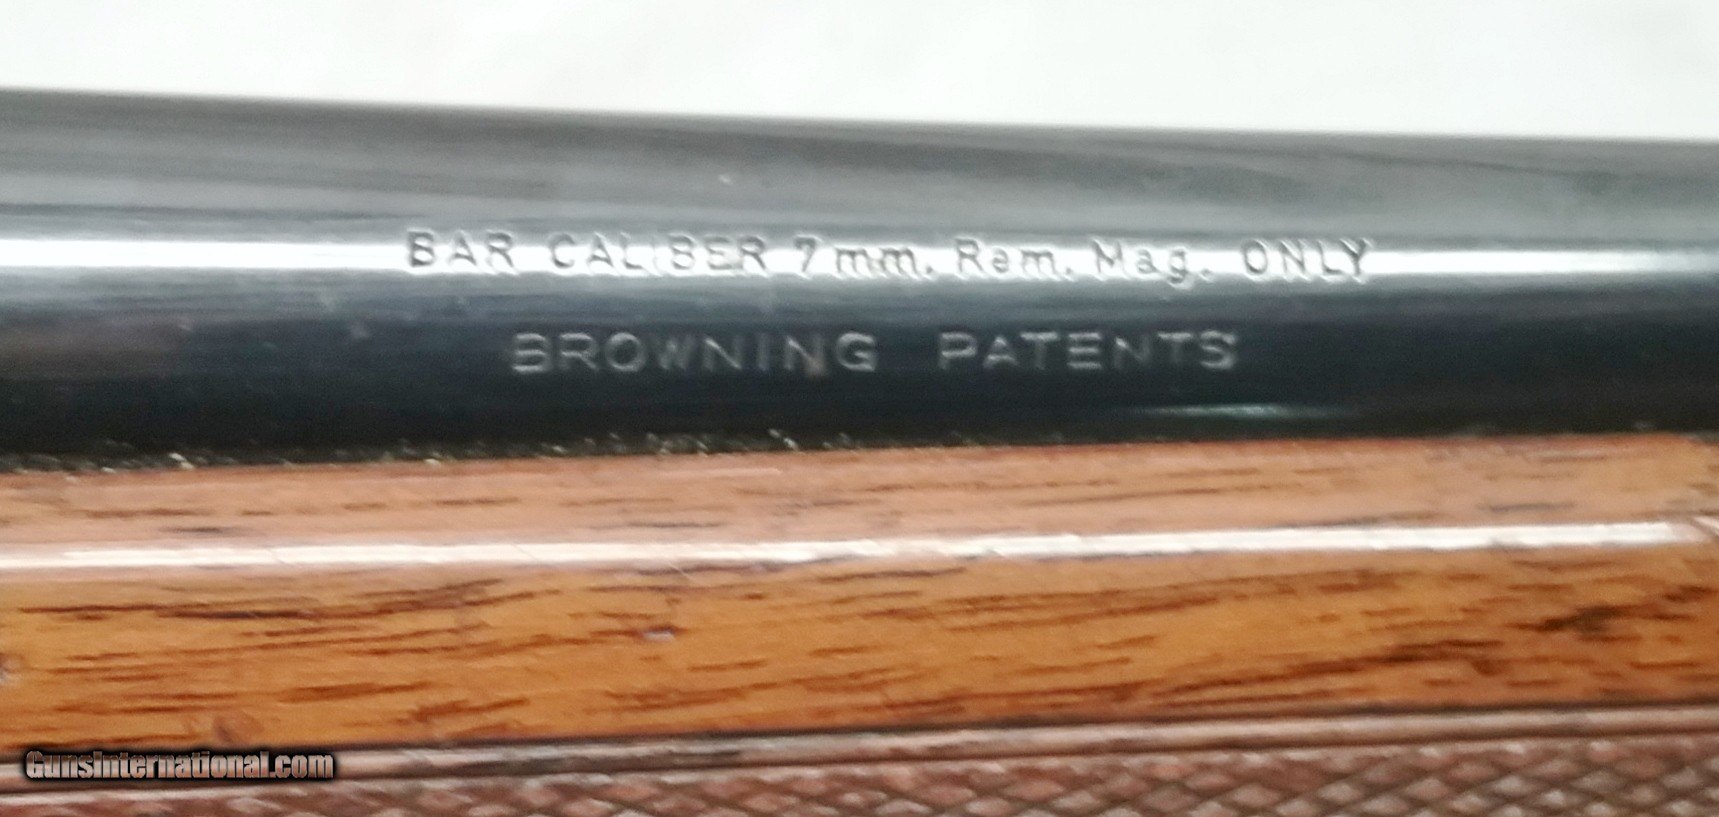 BAR CALIBER 7mm. Rem. Mag. ONLY
BROWNING PATENTS
GunsInternational.com